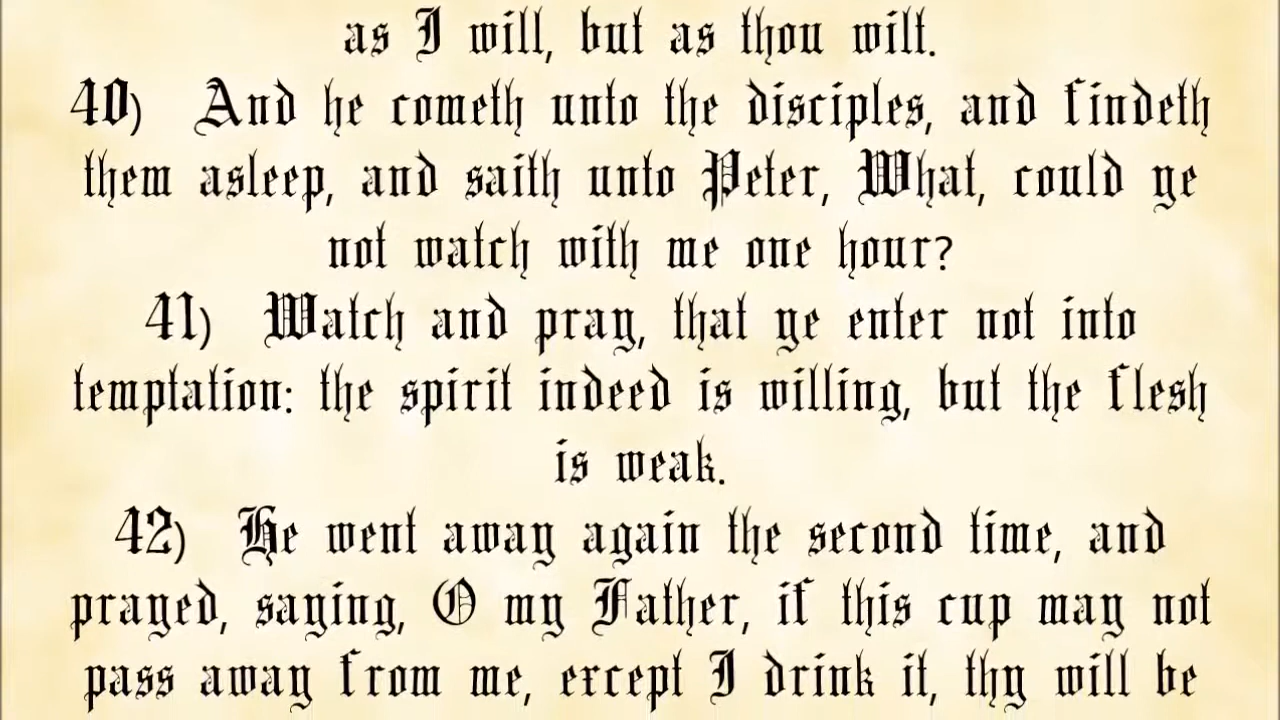 as I will, but as thou wilt.
40) And he cometh unto the disciples, and findeth
them asleep, and saith unto Peter, What, could ye
not watch with me one hour?
41) Watch and pray, that ye enter not into
temptation: the spirit indeed is willing, but the flesh
is weak.
42) He went away again the second time, and
prayed, saying, O my Father, if this cup may not
pass away from me, except I drink it, thy will be